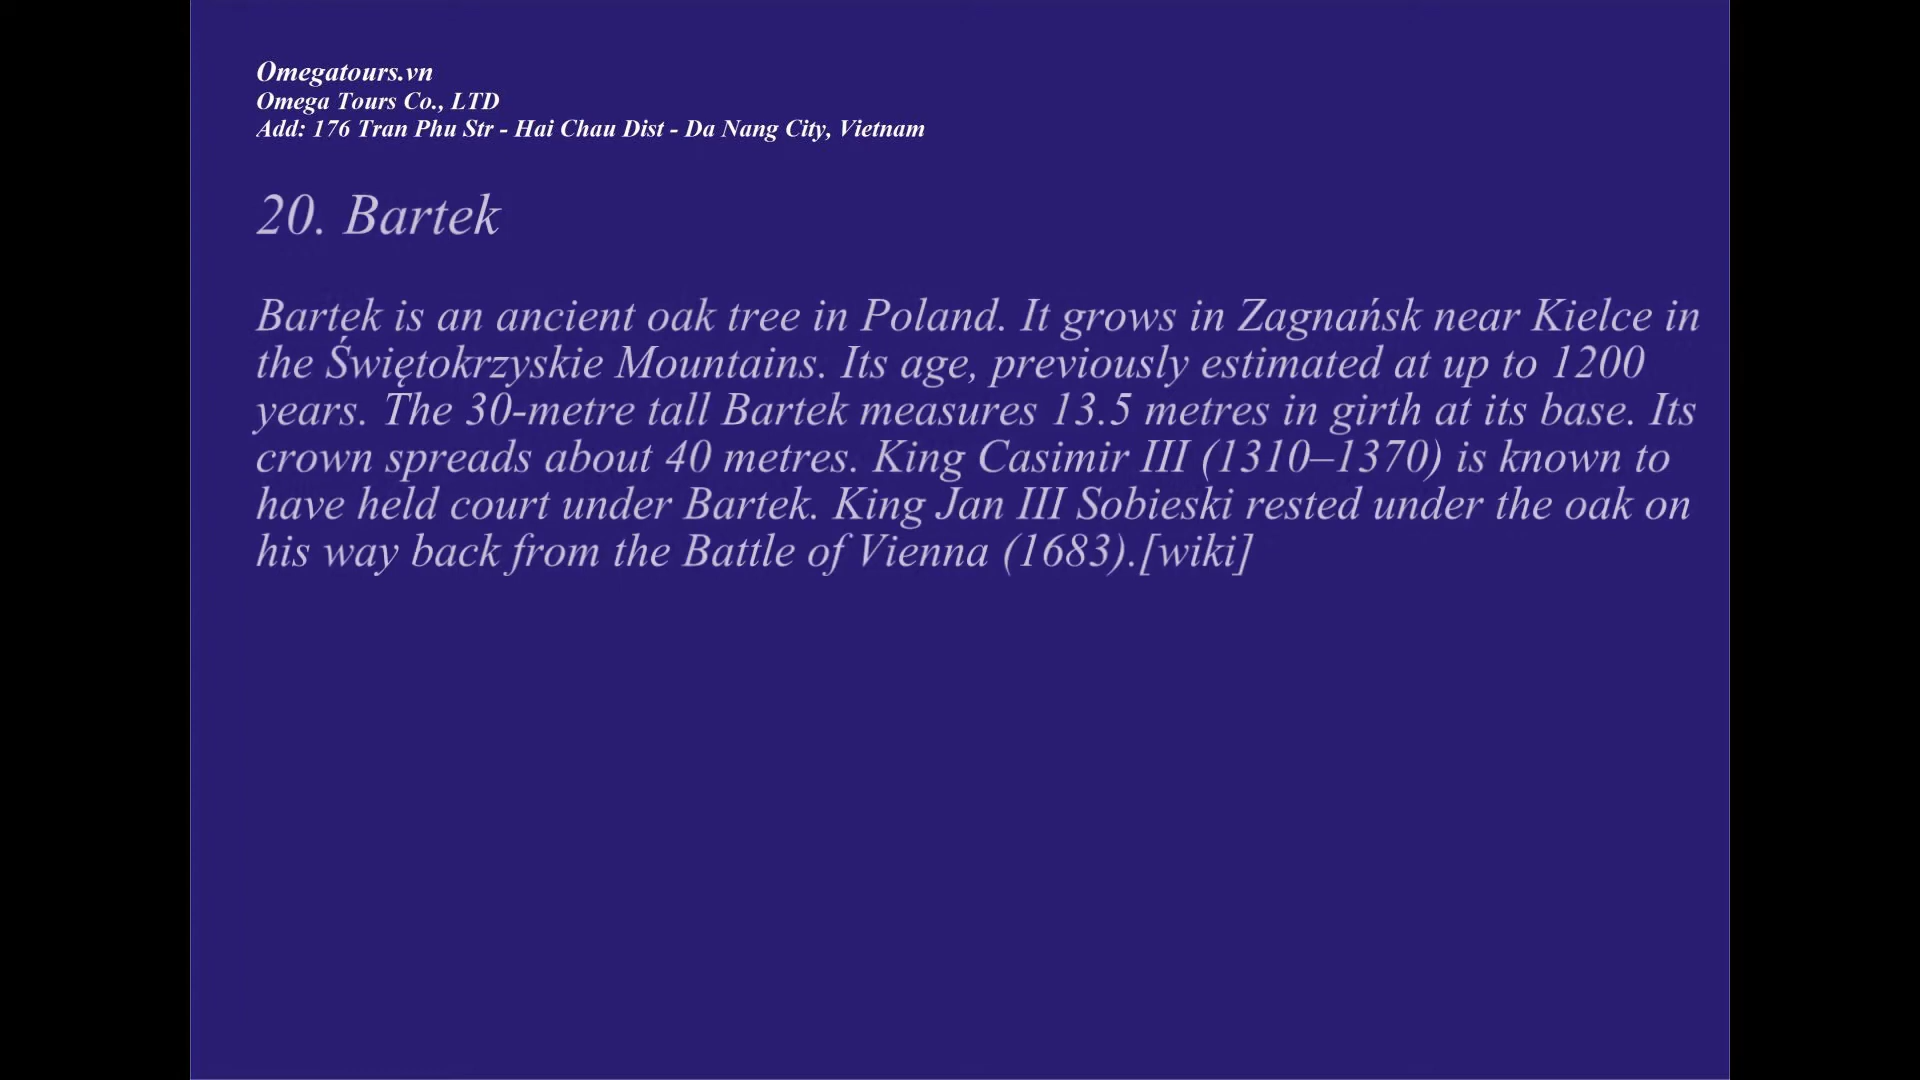 Omegatours.vn
Omega Tours Co., LTD
Add: 176 Tran Phu Str - Hai Chau Dist - Da Nang City, Vietnam
20. Bartek
Bartek is an ancient oak tree in Poland. It grows in Zagnańsk near Kielce in
the Świętokrzyskie Mountains. Its age, previously estimated at up to 1200
years. The 30-metre tall Bartek measures 13.5 metres in girth at its base. Its
crown spreads about 40 metres. King Casimir III (1310–1370) is known to
have held court under Bartek. King Jan III Sobieski rested under the oak on
his way back from the Battle of Vienna (1683).[wiki]